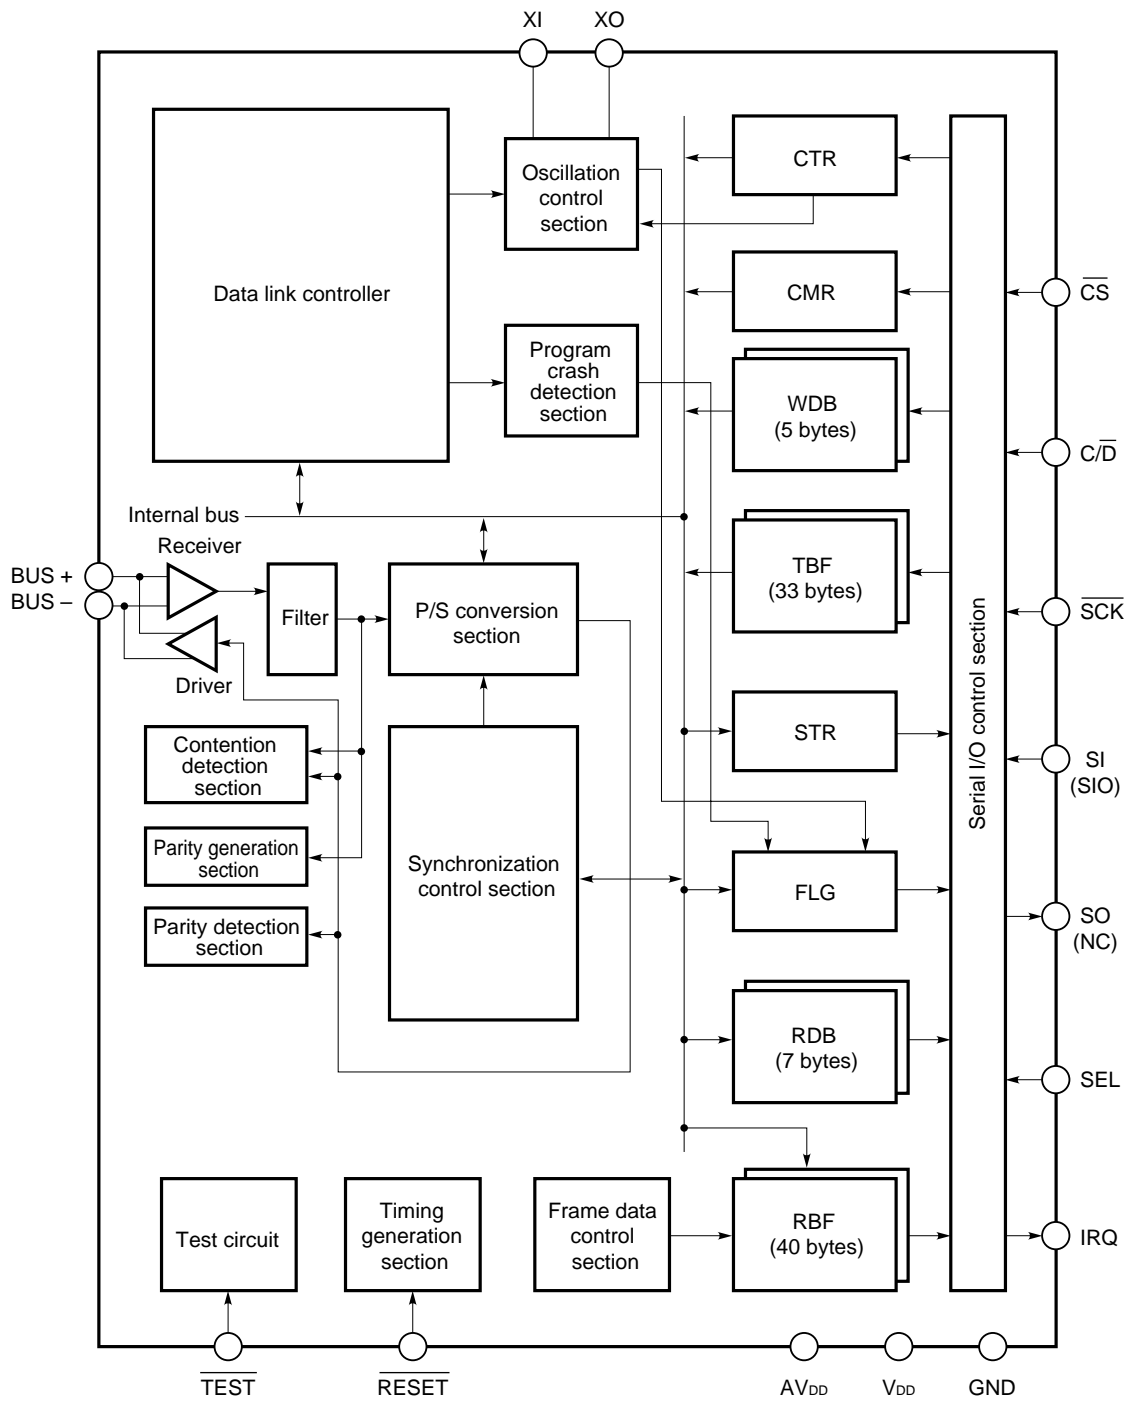 XI
XO
Oscillation
control
section
CTR
Data link controller
CMR
CS
Program
crash
detection
section
WDB
(5 bytes)
C/D
Internal bus
Receiver
BUS +
BUS –
Filter
P/S conversion
section
TBF
(33 bytes)
SCK
Driver
Serial I/O control section
Contention
detection
section
STR
SI
(SIO)
Parity generation
section
Synchronization
control section
FLG
SO
(NC)
Parity detection
section
RDB
(7 bytes)
SEL
Test circuit
Timing
generation
section
Frame data
control
section
RBF
(40 bytes)
IRQ
TEST
RESET
AVDD
VDD
GND